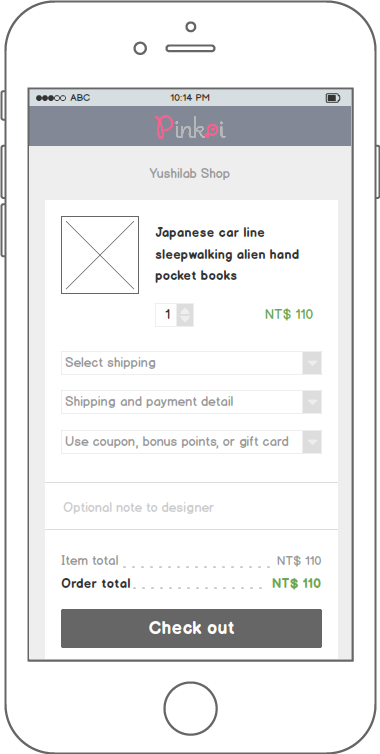 ABC 10:14 PM
Pinkoi
Yushilab Shop
Japanese car line
sleepwalking alien hand
pocket books
1 NT$ 110
Select shipping
Shipping and payment detail
Use coupon, bonus points, or gift card
Optional note to designer
Item total NT$ 110
Order total NT$ 110
Check out